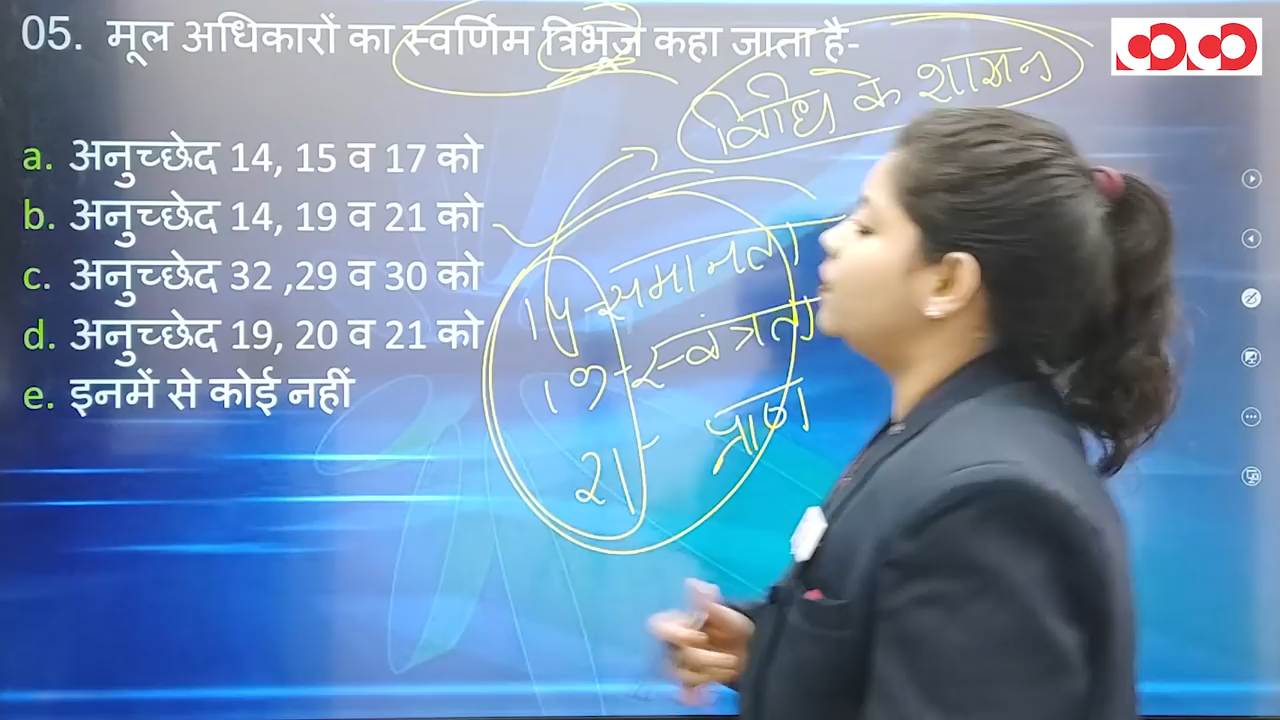 05. मूल अधिकारों का स्वर्णिम त्रिभुज कहा जाता है-
विधि के शासन
a. अनुच्छेद 14, 15 व 17 को
b. अनुच्छेद 14, 19 व 21 को
c. अनुच्छेद 32 ,29 व 30 को
d. अनुच्छेद 19, 20 व 21 को
e. इनमें से कोई नहीं
14 - समानता
19 - स्वंत्रता
21 - प्राण